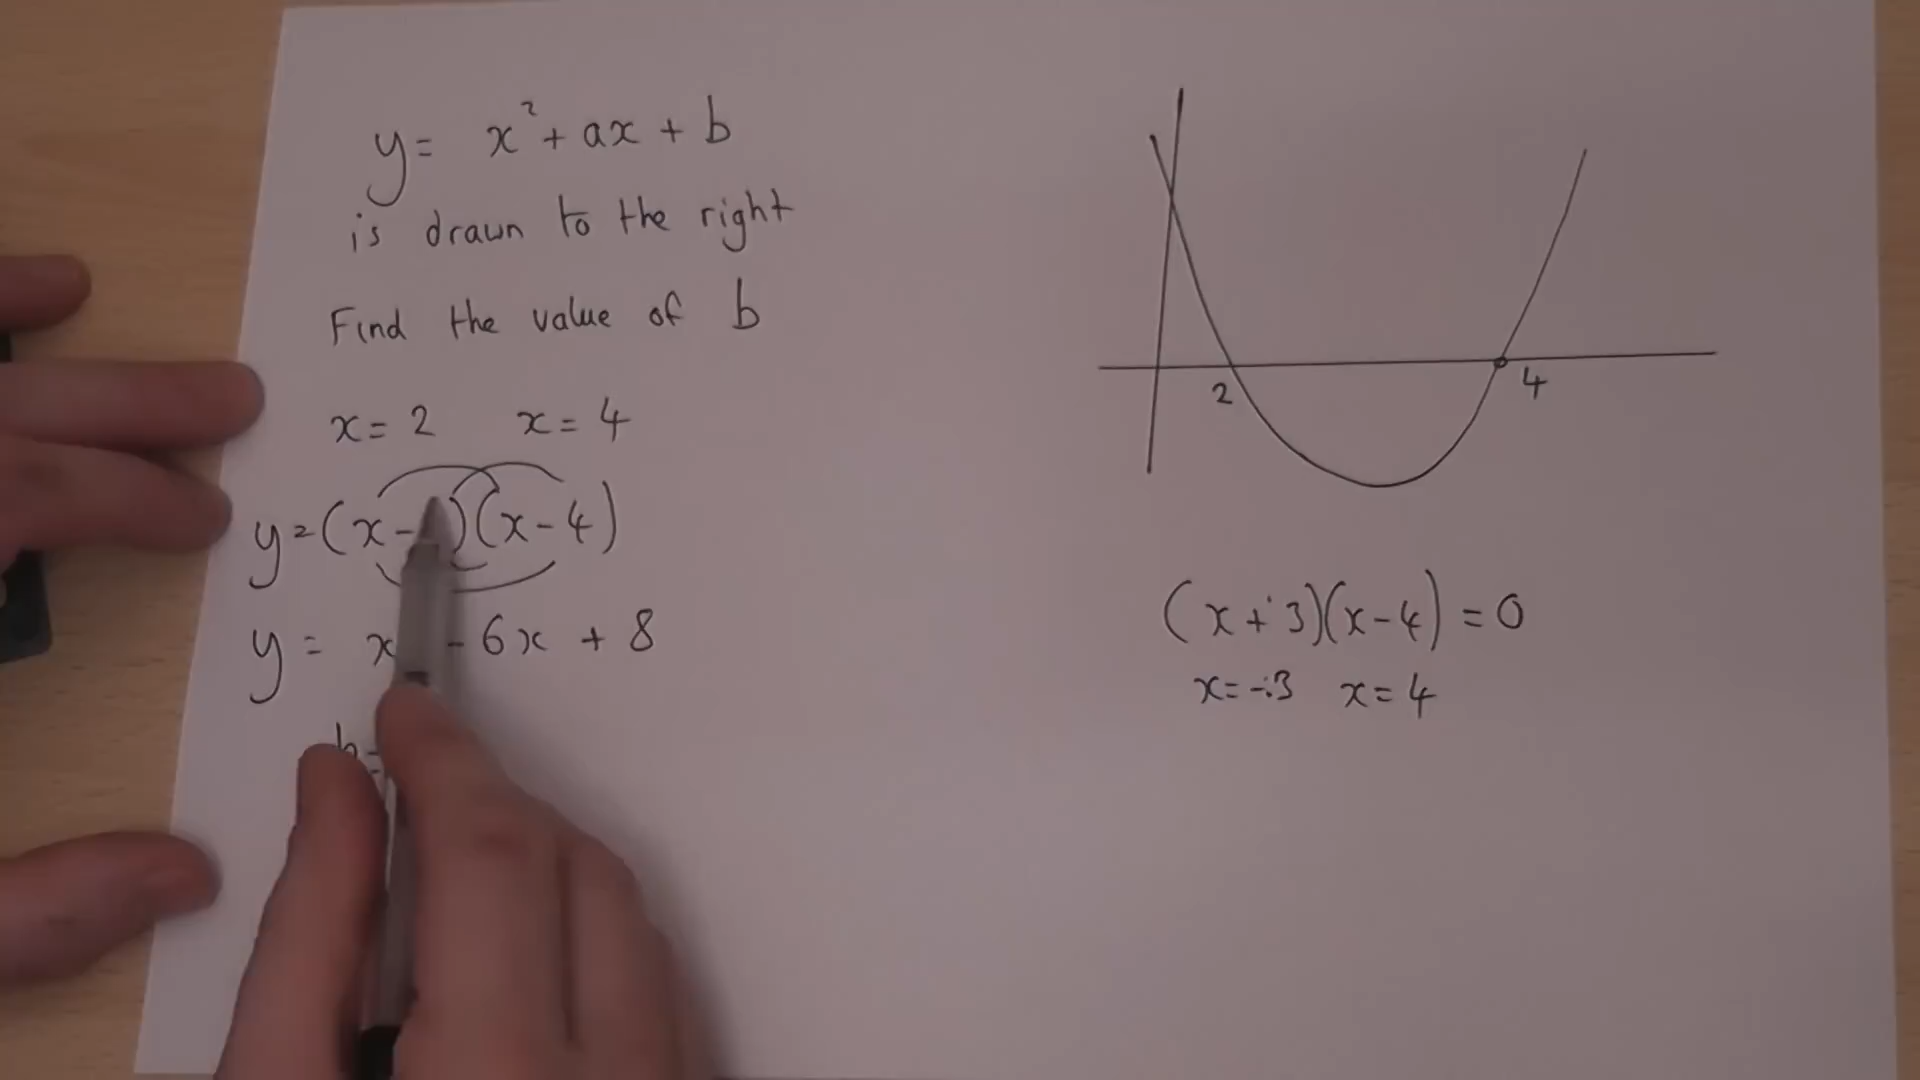 y = x² + ax + b
is drawn to the right
Find the value of b
x = 2 x = 4
y = (x - )(x - 4)
y = x - 6x + 8
b =
2
4
(x + 3)(x - 4) = 0
x = -3 x = 4